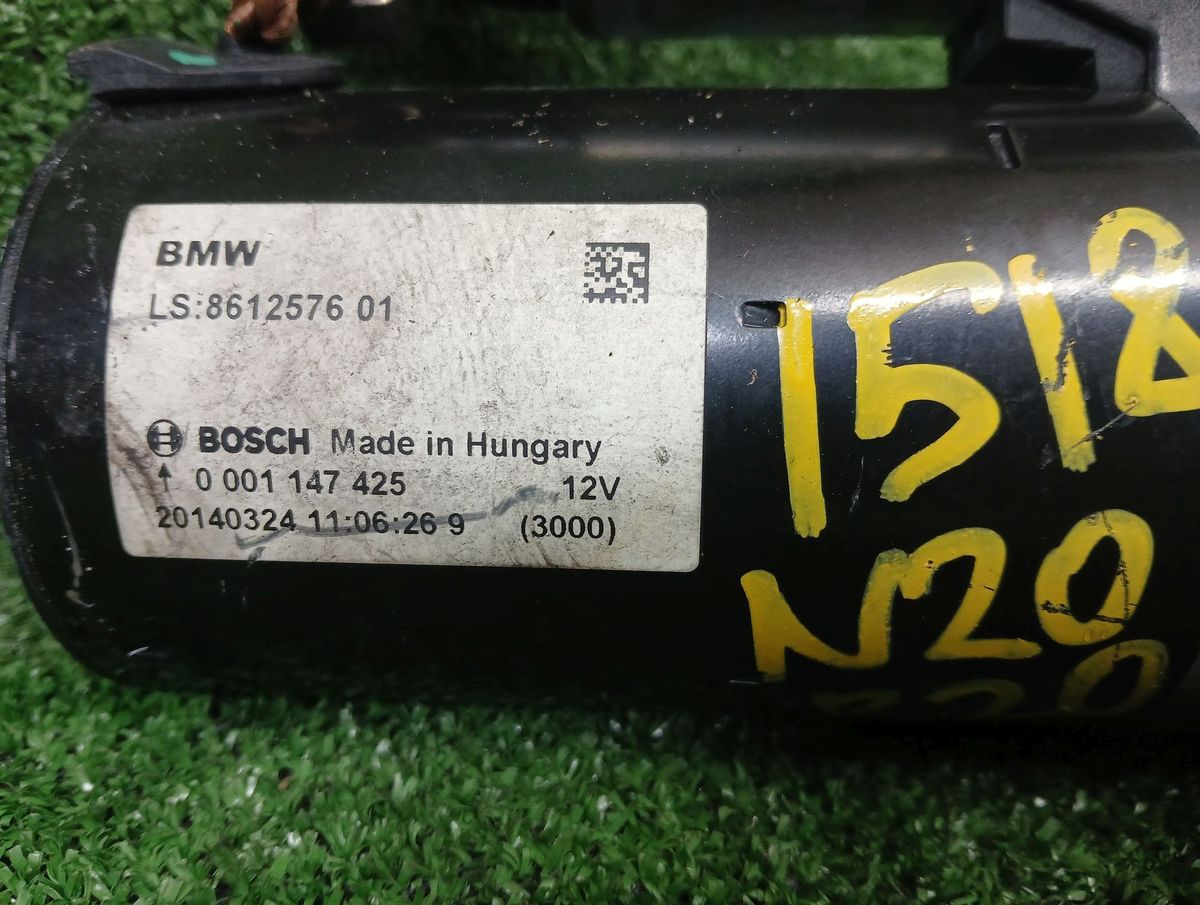 BMW
LS:8612576 01
BOSCH Made in Hungary
0 001 147 425 12V
20140324 11:06:26 9 (3000)
1518
N20